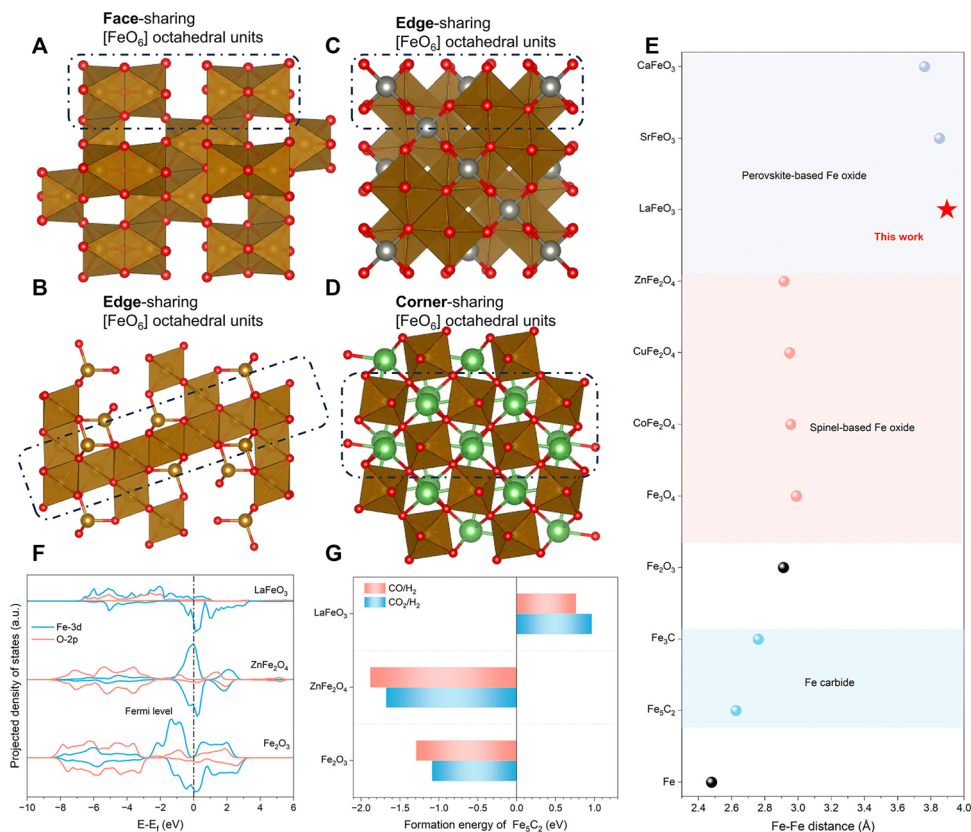 A
Face-sharing
[FeO₆] octahedral units
C
Edge-sharing
[FeO₆] octahedral units
B
Edge-sharing
[FeO₆] octahedral units
D
Corner-sharing
[FeO₆] octahedral units
E
CaFeO₃
SrFeO₃
Perovskite-based Fe oxide
LaFeO₃
This work
ZnFe₂O₄
CuFe₂O₄
CoFe₂O₄
Spinel-based Fe oxide
Fe₃O₄
Fe₂O₃
Fe₃C
Fe carbide
Fe₅C₂
Fe
2.4 2.6 2.8 3.0 3.2 3.4 3.6 3.8 4.0
Fe-Fe distance (Å)
F
Projected density of states (a.u.)
LaFeO₃
Fe-3d
O-2p
ZnFe₂O₄
Fermi level
Fe₂O₃
-10 -8 -6 -4 -2 0 2 4 6
E-E_f (eV)
G
CO/H₂
CO₂/H₂
LaFeO₃
ZnFe₂O₄
Fe₂O₃
-2.0 -1.5 -1.0 -0.5 0.0 0.5 1.0
Formation energy of Fe₅C₂ (eV)